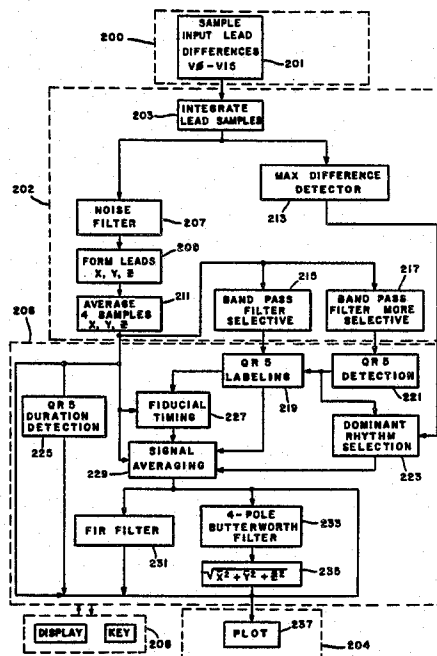 200
SAMPLE
INPUT LEAD
DIFFERENCES
VØ-V15
201
203
INTEGRATE
LEAD SAMPLES
202
NOISE
FILTER
207
MAX DIFFERENCE
DETECTOR
213
FORM LEADS
X, Y, Z
209
AVERAGE
4 SAMPLES
X, Y, Z
211
215
BAND PASS
FILTER
SELECTIVE
217
BAND PASS
FILTER MORE
SELECTIVE
206
QRS
LABELING
219
QRS
DETECTION
221
QRS
DURATION
DETECTION
225
FIDUCIAL
TIMING
227
DOMINANT
RHYTHM
SELECTION
223
SIGNAL
AVERAGING
229
FIR FILTER
231
4-POLE
BUTTERWORTH
FILTER
233
√X²+Y²+Z²
235
DISPLAY
KEY
208
PLOT
237
204